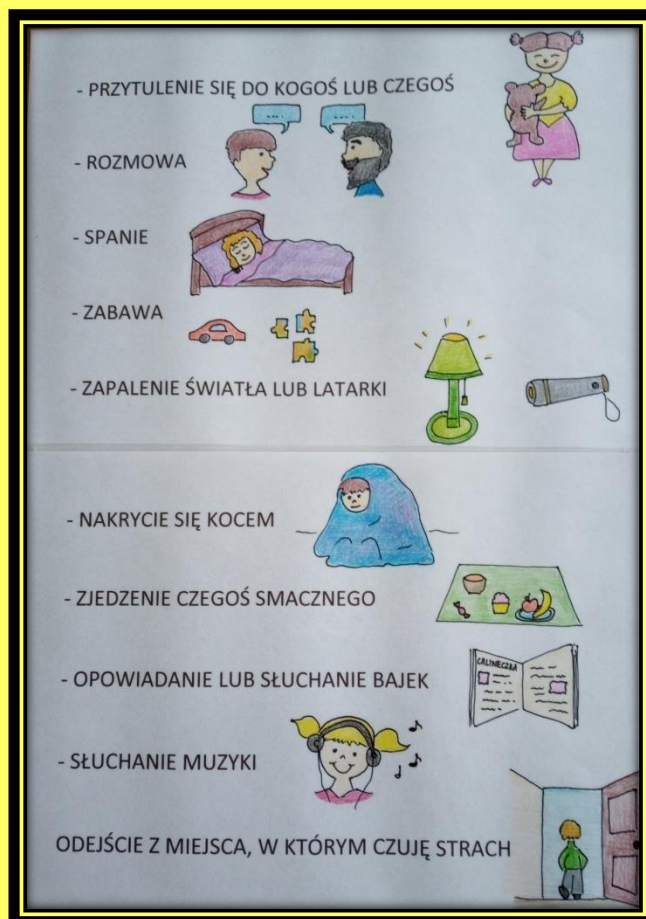 - PRZYTULENIE SIĘ DO KOGOŚ LUB CZEGOŚ
- ROZMOWA
- SPANIE
- ZABAWA
- ZAPALENIE ŚWIATŁA LUB LATARKI
- NAKRYCIE SIĘ KOCEM
- ZJEDZENIE CZEGOŚ SMACZNEGO
CALINECZKA
- OPOWIADANIE LUB SŁUCHANIE BAJEK
- SŁUCHANIE MUZYKI
ODEJŚCIE Z MIEJSCA, W KTÓRYM CZUJĘ STRACH